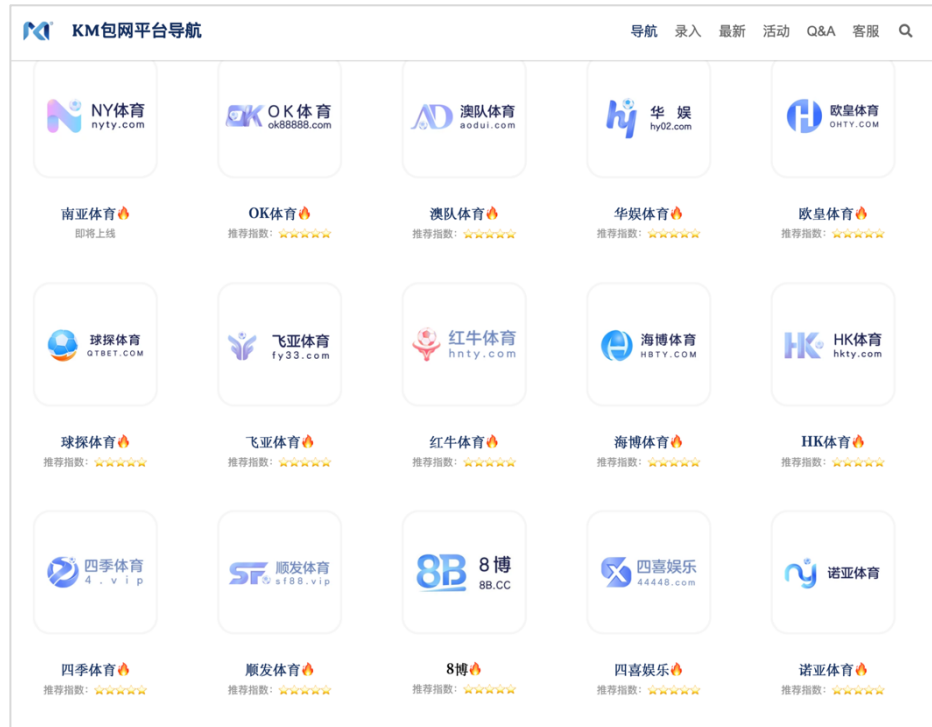 KM包网平台导航
导航 录入 最新 活动 Q&A 客服
NY体育
nyty.com
OK OK体育
ok88888.com
AD 澳队体育
aodui.com
hy 华娱
hy02.com
欧皇体育
OHTY.COM
南亚体育
即将上线
OK体育
推荐指数:
澳队体育
推荐指数:
华娱体育
推荐指数:
欧皇体育
推荐指数:
球探体育
QTBET.COM
飞亚体育
fy33.com
红牛体育
hnty.com
海博体育
HBTY.COM
HK HK体育
hkty.com
球探体育
推荐指数:
飞亚体育
推荐指数:
红牛体育
推荐指数:
海博体育
推荐指数:
HK体育
推荐指数:
四季体育
4.vip
SF 顺发体育
sf88.vip
8B 8博
8B.CC
四喜娱乐
44448.com
ny 诺亚体育
四季体育
推荐指数:
顺发体育
推荐指数:
8博
推荐指数:
四喜娱乐
推荐指数:
诺亚体育
推荐指数: